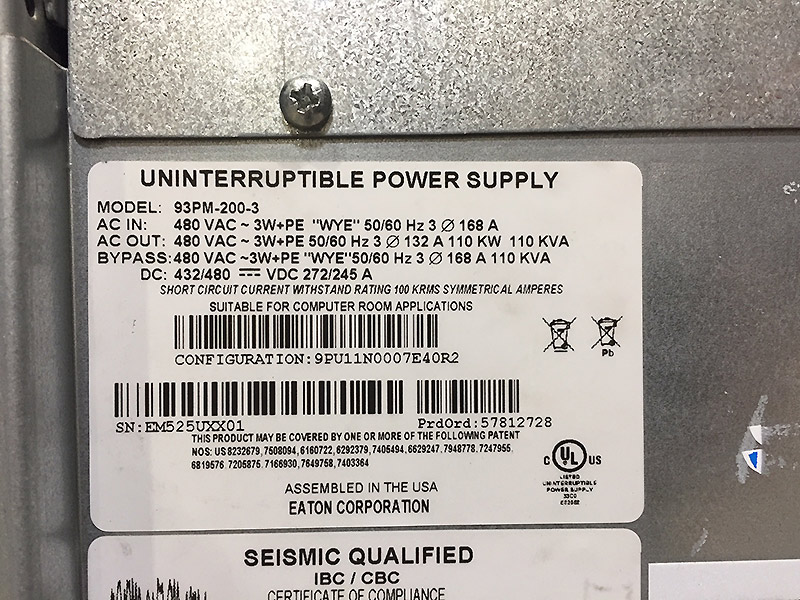 UNINTERRUPTIBLE POWER SUPPLY
MODEL: 93PM-200-3
AC IN: 480 VAC ~ 3W+PE "WYE" 50/60 Hz 3 Ø 168 A
AC OUT: 480 VAC ~ 3W+PE 50/60 Hz 3 Ø 132 A 110 KW 110 KVA
BYPASS: 480 VAC ~3W+PE "WYE"50/60 Hz 3 Ø 168 A 110 KVA
DC: 432/480 ⎓ VDC 272/245 A
SHORT CIRCUIT CURRENT WITHSTAND RATING 100 KRMS SYMMETRICAL AMPERES
SUITABLE FOR COMPUTER ROOM APPLICATIONS
CONFIGURATION:9PU11N0007E40R2
Pb
SN:EM525UXX01 PrdOrd:57812728
THIS PRODUCT MAY BE COVERED BY ONE OR MORE OF THE FOLLOWING PATENT
NOS: US 8232679, 7508094, 6160722, 6292379, 7405494, 6629247, 7948778, 7247955,
6819576, 7205875, 7166930, 7649758, 7403364
C UL US
LISTED
UNINTERRUPTIBLE
POWER SUPPLY
ASSEMBLED IN THE USA
EATON CORPORATION
SEISMIC QUALIFIED
IBC / CBC
CERTIFICATE OF COMPLIANCE